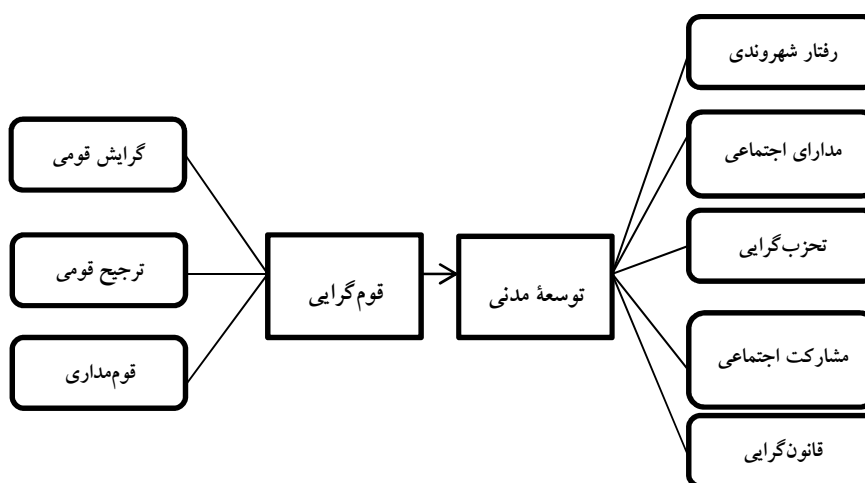 رفتار شهروندی
مدارای اجتماعی
تحزب‌گرایی
مشارکت اجتماعی
قانون‌گرایی
توسعۀ مدنی
قوم‌گرایی
گرایش قومی
ترجیح قومی
قوم‌مداری